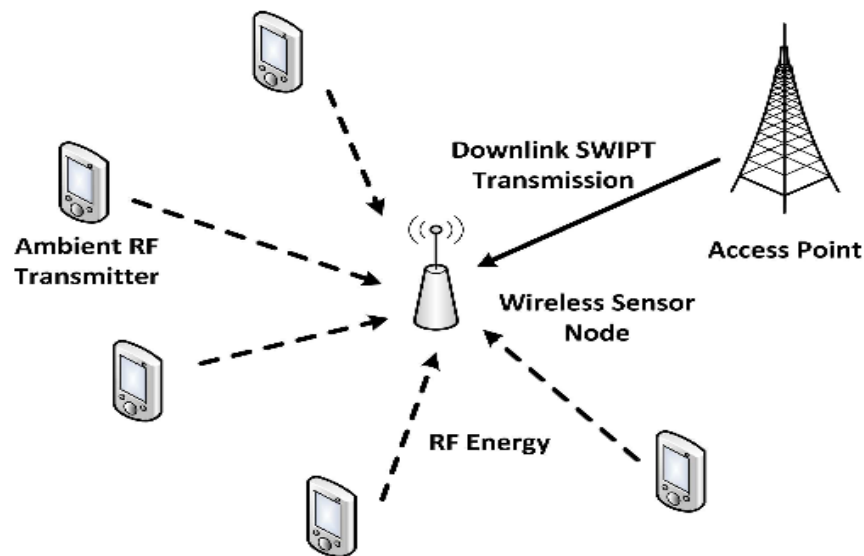 Downlink SWIPT
Transmission
Ambient RF
Transmitter
Access Point
Wireless Sensor
Node
RF Energy